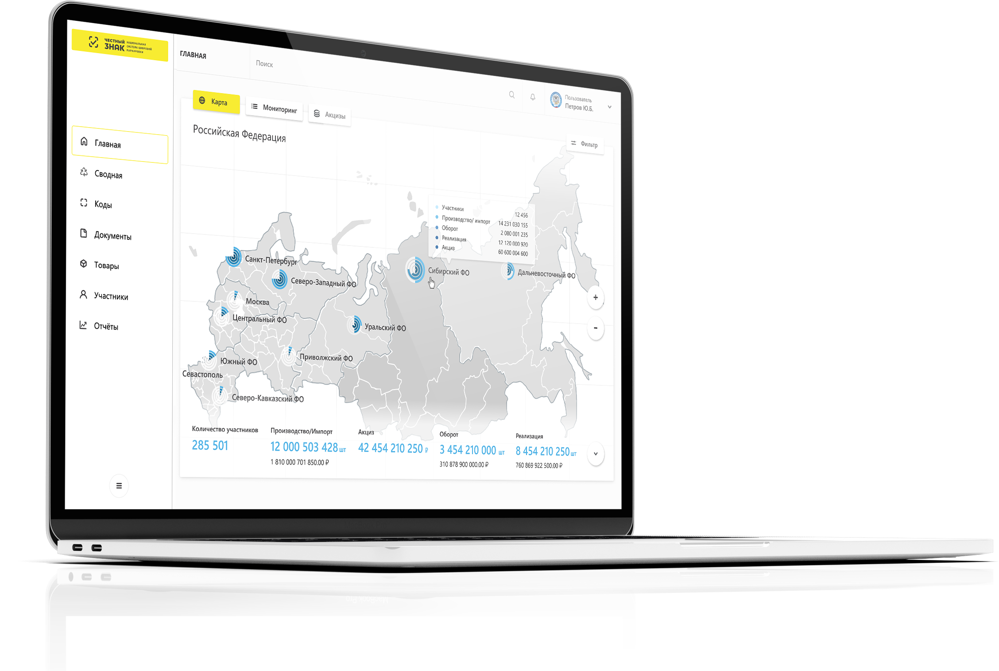 ЧЕСТНЫЙ
ЗНАК
НАЦИОНАЛЬНАЯ
СИСТЕМА ЦИФРОВОЙ
МАРКИРОВКИ
ГЛАВНАЯ
Поиск
Пользователь
Петров Ю.Б.
Главная
Сводная
Коды
Документы
Товары
Участники
Отчёты
Карта
Мониторинг
Акцизы
Российская Федерация
Фильтр
Участники 12 456
Производство/ импорт 14 231 030 155
Оборот 2 080 001 235
Реализация 12 120 000 920
Акциз 60 600 004 600
Санкт-Петербург
Северо-Западный ФО
Сибирский ФО
Дальневосточный ФО
Москва
Центральный ФО
Уральский ФО
Приволжский ФО
Южный ФО
Севастополь
Северо-Кавказский ФО
+
-
Количество участников
285 501
Производство/Импорт
12 000 503 428 шт
1 810 000 701 850.00 ₽
Акциз
42 454 210 250 ₽
Оборот
3 454 210 000 шт
310 878 900 000.00 ₽
Реализация
8 454 210 250 шт
760 869 922 500.00 ₽
MacBook Pro